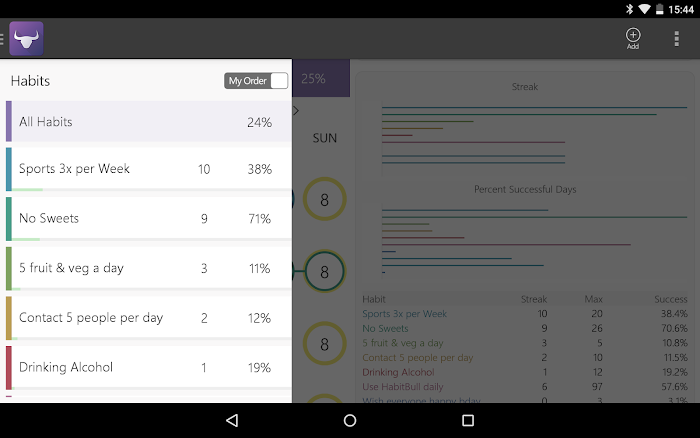 15:44
Add
Habits
My Order
All Habits 24%
Sports 3x per Week 10 38%
No Sweets 9 71%
5 fruit & veg a day 3 11%
Contact 5 people per day 2 12%
Drinking Alcohol 1 19%
25%
SUN
8
8
8
Streak
Percent Successful Days
Habit Streak Max Success
Sports 3x per Week 10 20 38.4%
No Sweets 9 26 70.6%
5 fruit & veg a day 3 5 10.8%
Contact 5 people per day 2 10 11.5%
Drinking Alcohol 1 12 19.2%
Use HabitBull daily 6 97 57.6%
Wish everyone happy bday 0 3 3.1%